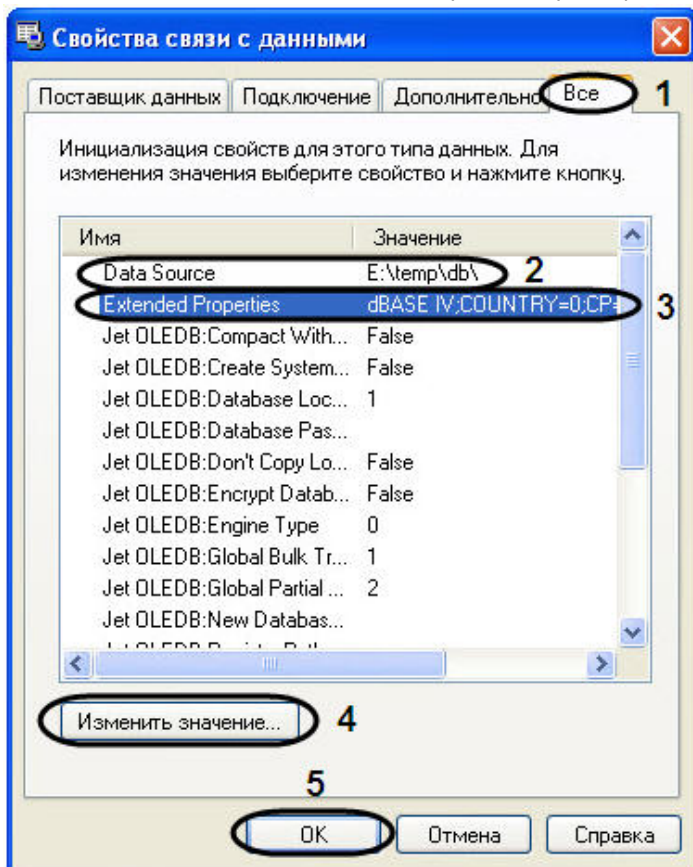 Свойства связи с данными
Поставщик данных Подключение Дополнительно Все 1
Инициализация свойств для этого типа данных. Для
изменения значения выберите свойство и нажмите кнопку.
Имя Значение
Data Source E:\temp\db\ 2
Extended Properties dBASE IV;COUNTRY=0;CP= 3
Jet OLEDB:Compact With... False
Jet OLEDB:Create System... False
Jet OLEDB:Database Loc... 1
Jet OLEDB:Database Pas...
Jet OLEDB:Don't Copy Lo... False
Jet OLEDB:Encrypt Datab... False
Jet OLEDB:Engine Type 0
Jet OLEDB:Global Bulk Tr... 1
Jet OLEDB:Global Partial ... 2
Jet OLEDB:New Databas...
Изменить значение... 4
5
ОК Отмена Справка